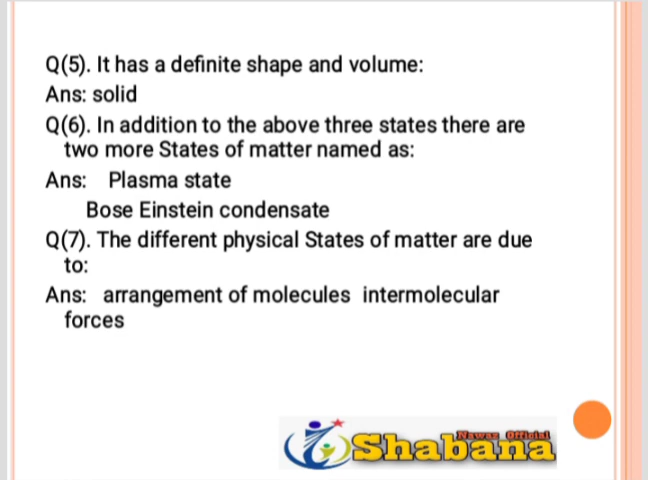 Q(5). It has a definite shape and volume:
Ans: solid
Q(6). In addition to the above three states there are
two more States of matter named as:
Ans: Plasma state
Bose Einstein condensate
Q(7). The different physical States of matter are due
to:
Ans: arrangement of molecules intermolecular
forces
Nawaz Official
Shabana